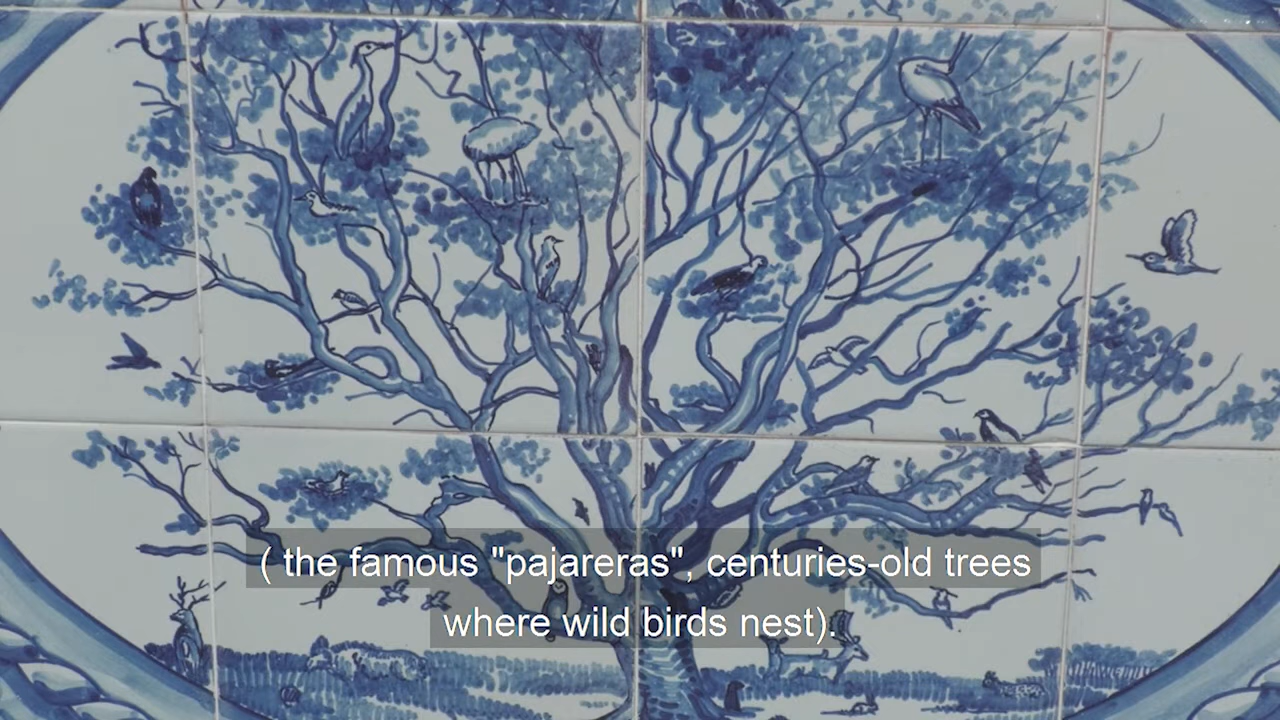 ( the famous "pajareras", centuries-old trees
where wild birds nest).